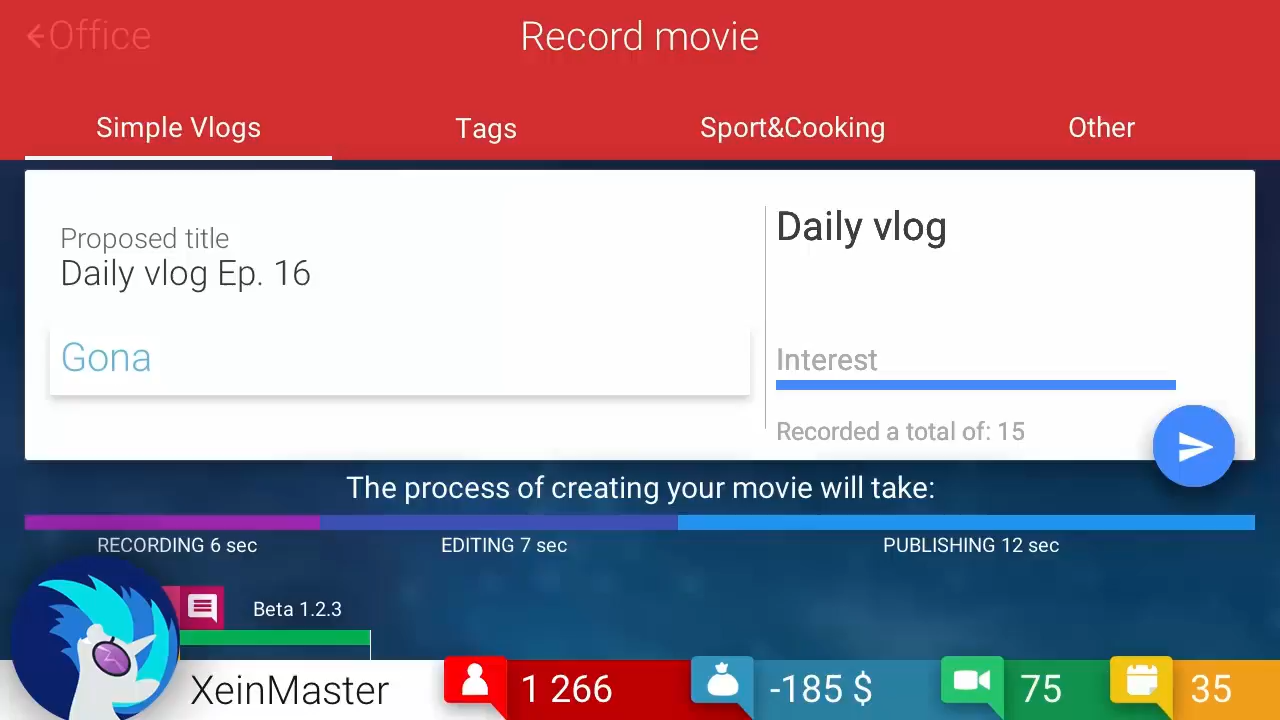 Office
Record movie
Simple Vlogs
Tags
Sport&Cooking
Other
Proposed title
Daily vlog Ep. 16
Gona
Daily vlog
Interest
Recorded a total of: 15
The process of creating your movie will take:
RECORDING 6 sec
EDITING 7 sec
PUBLISHING 12 sec
Beta 1.2.3
XeinMaster
1 266
-185 $
75
35